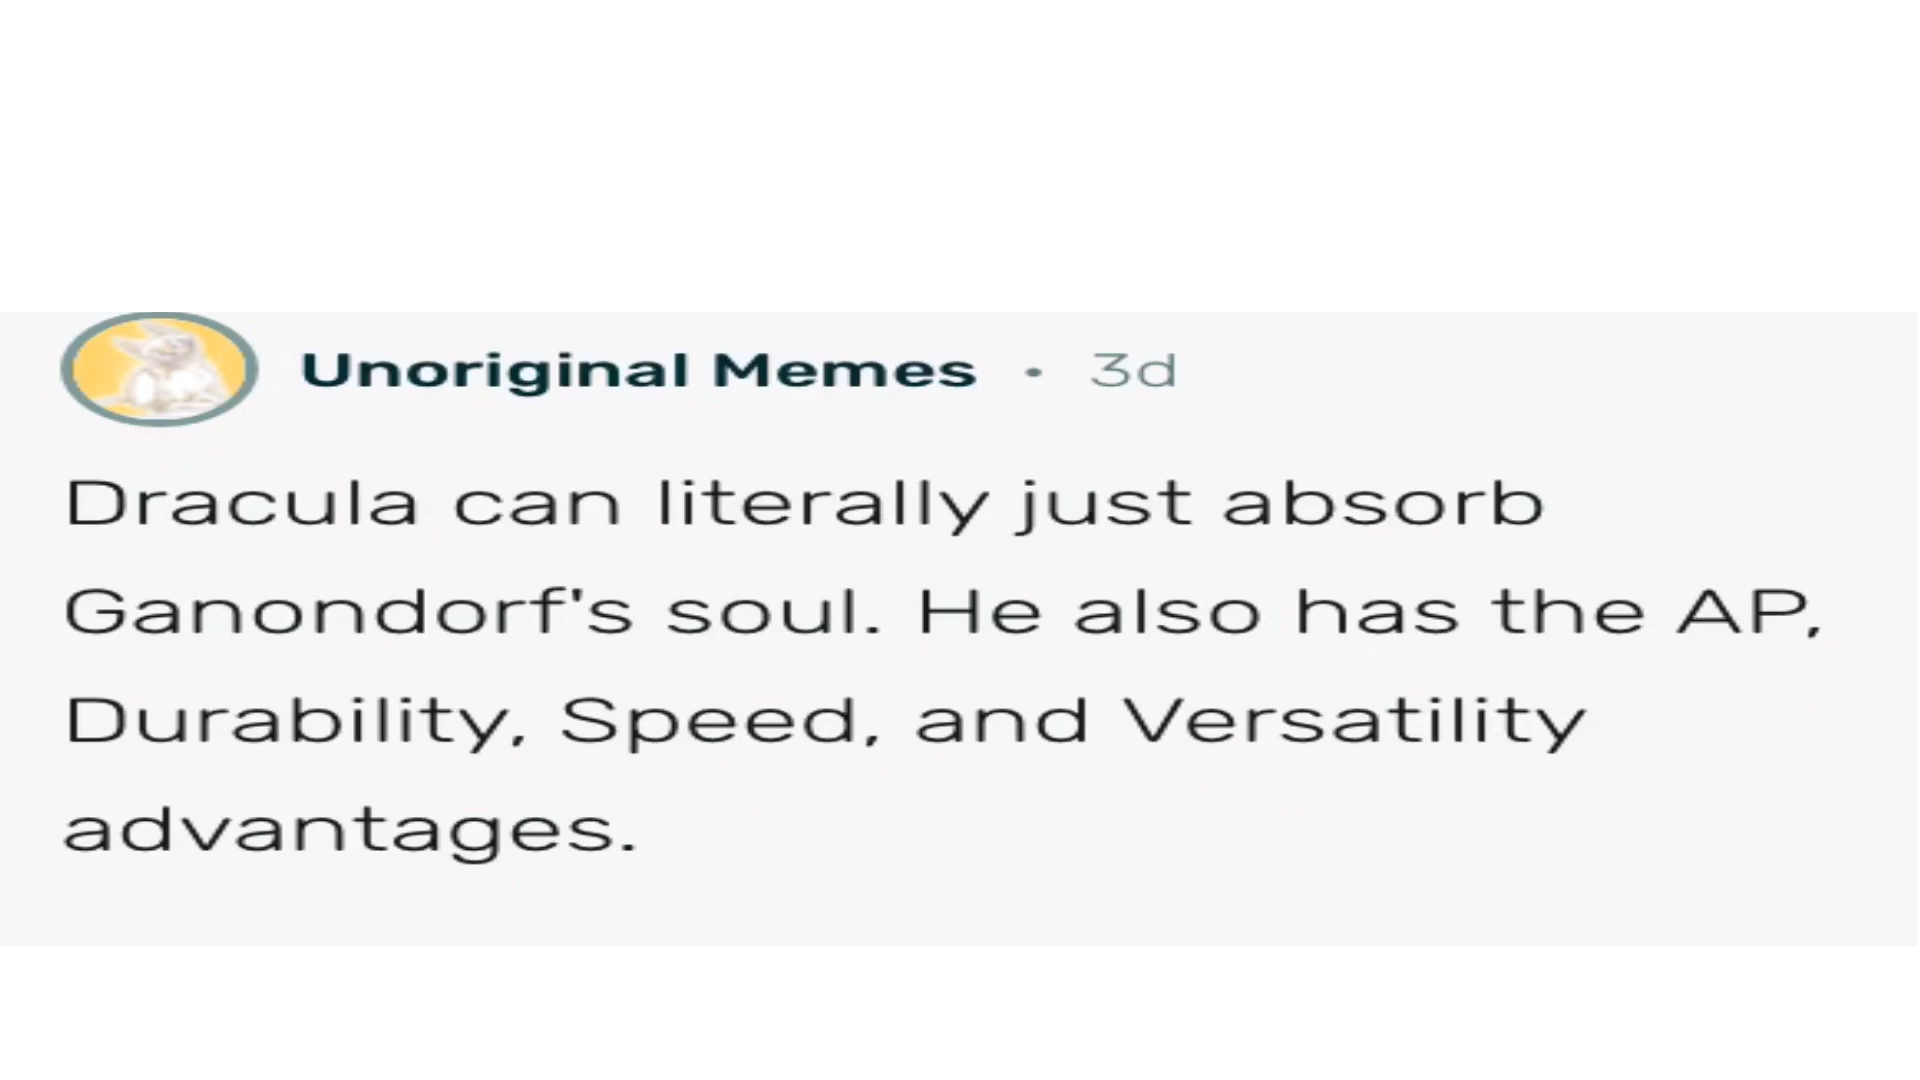 Unoriginal Memes • 3d
Dracula can literally just absorb
Ganondorf's soul. He also has the AP,
Durability, Speed, and Versatility
advantages.